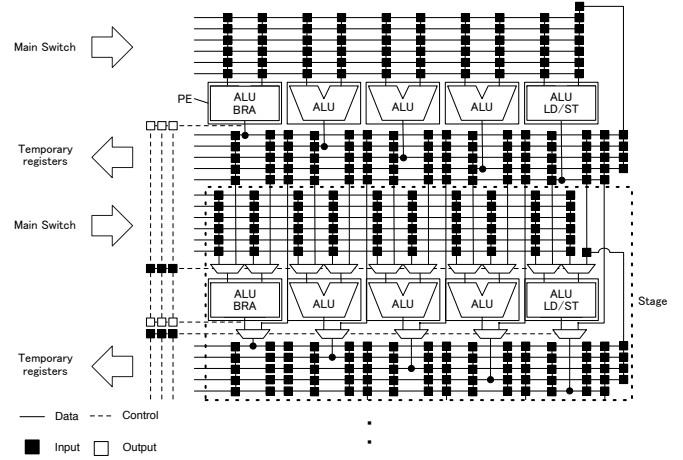 Main Switch
PE
ALU BRA
ALU
ALU
ALU
ALU LD/ST
Temporary registers
Main Switch
ALU BRA
ALU
ALU
ALU
ALU LD/ST
Stage
Temporary registers
Data
Control
Input
Output